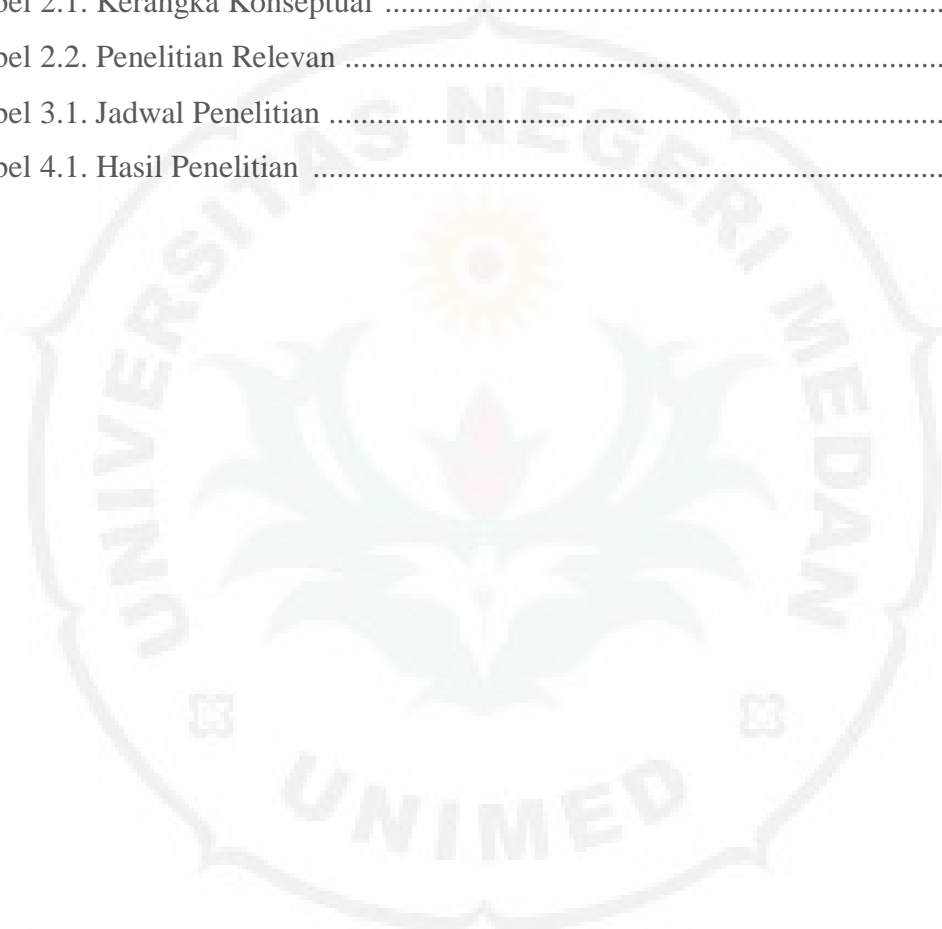 bel 2.1. Kerangka Konseptual ........................................................................
bel 2.2. Penelitian Relevan .............................................................................
bel 3.1. Jadwal Penelitian ...............................................................................
bel 4.1. Hasil Penelitian .................................................................................
UNIVERSITAS NEGERI MEDAN
UNIMED